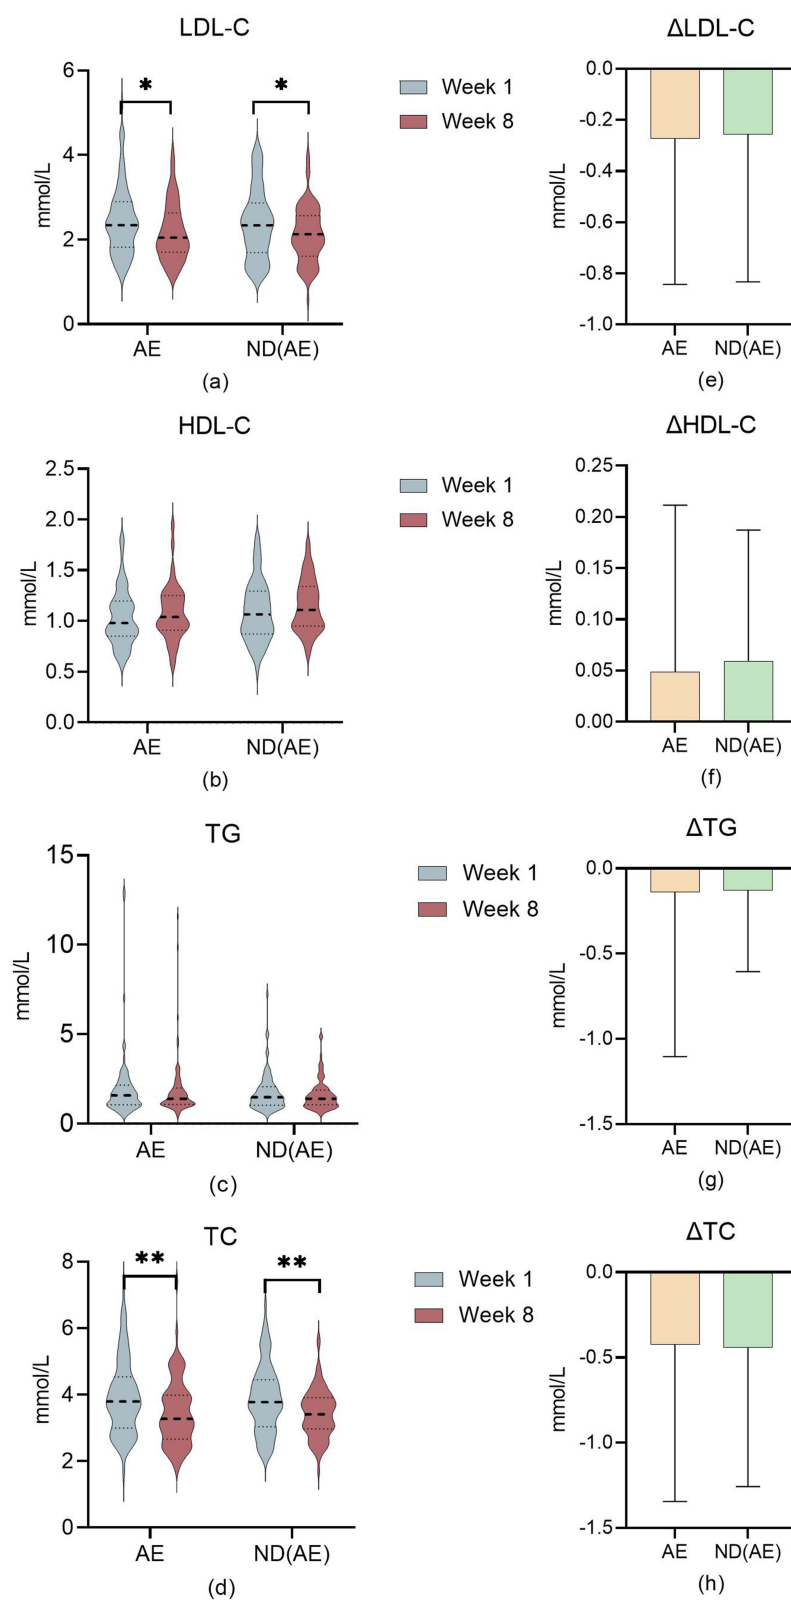 LDL-C
6
4
2
0
mmol/L
*
*
AE
ND(AE)
(a)
Week 1
Week 8
ΔLDL-C
0.0
-0.2
-0.4
-0.6
-0.8
-1.0
mmol/L
AE
ND(AE)
(e)
HDL-C
2.5
2.0
1.5
1.0
0.5
0.0
mmol/L
AE
ND(AE)
(b)
Week 1
Week 8
ΔHDL-C
0.25
0.20
0.15
0.10
0.05
0.00
mmol/L
AE
ND(AE)
(f)
TG
15
10
5
0
mmol/L
AE
ND(AE)
(c)
Week 1
Week 8
ΔTG
0.0
-0.5
-1.0
-1.5
mmol/L
AE
ND(AE)
(g)
TC
8
6
4
2
0
mmol/L
**
**
AE
ND(AE)
(d)
Week 1
Week 8
ΔTC
0.0
-0.5
-1.0
-1.5
mmol/L
AE
ND(AE)
(h)